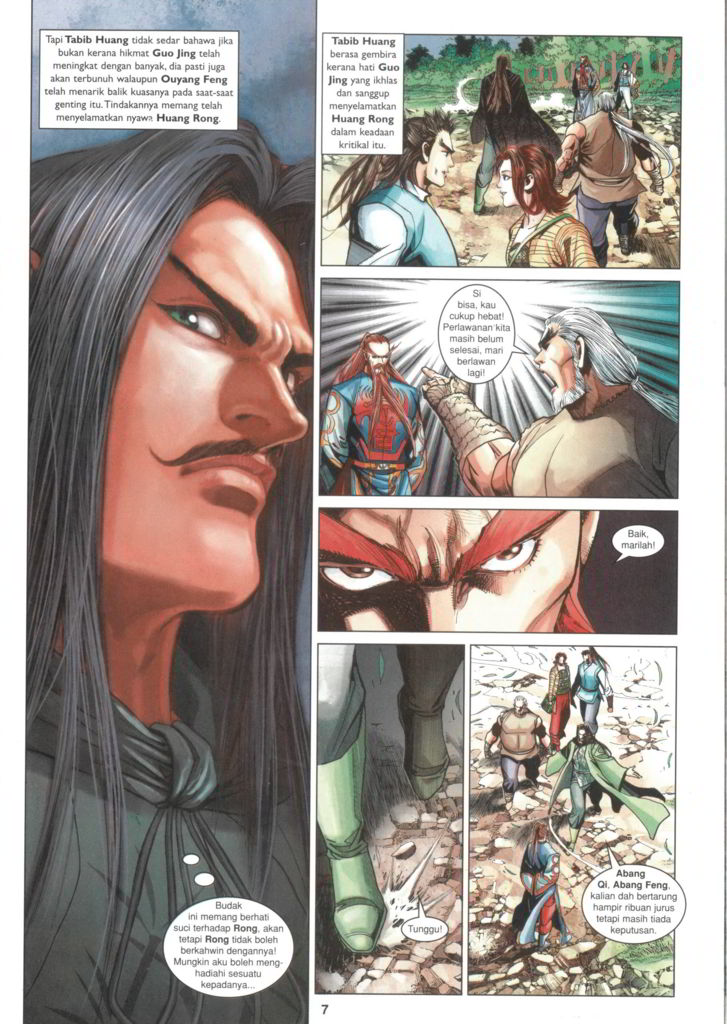 Tapi Tabib Huang tidak sedar bahawa jika
bukan kerana hikmat Guo Jing telah
meningkat dengan banyak, dia pasti juga
akan terbunuh walaupun Ouyang Feng
telah menarik balik kuasanya pada saat-saat
genting itu. Tindakannya memang telah
menyelamatkan nyawa Huang Rong.
Budak
ini memang berhati
suci terhadap Rong, akan
tetapi Rong tidak boleh
berkahwin dengannya!
Mungkin aku boleh meng-
hadiahi sesuatu
kepadanya...
Tabib Huang
berasa gembira
kerana hati Guo
Jing yang ikhlas
dan sanggup
menyelamatkan
Huang Rong
dalam keadaan
kritikal itu.
Si
bisa, kau
cukup hebat!
Perlawanan kita
masih belum
selesai, mari
berlawan
lagi!
Baik,
marilah!
Tunggu!
Abang
Qi, Abang Feng,
kalian dah bertarung
hampir ribuan jurus
tetapi masih tiada
keputusan.
7